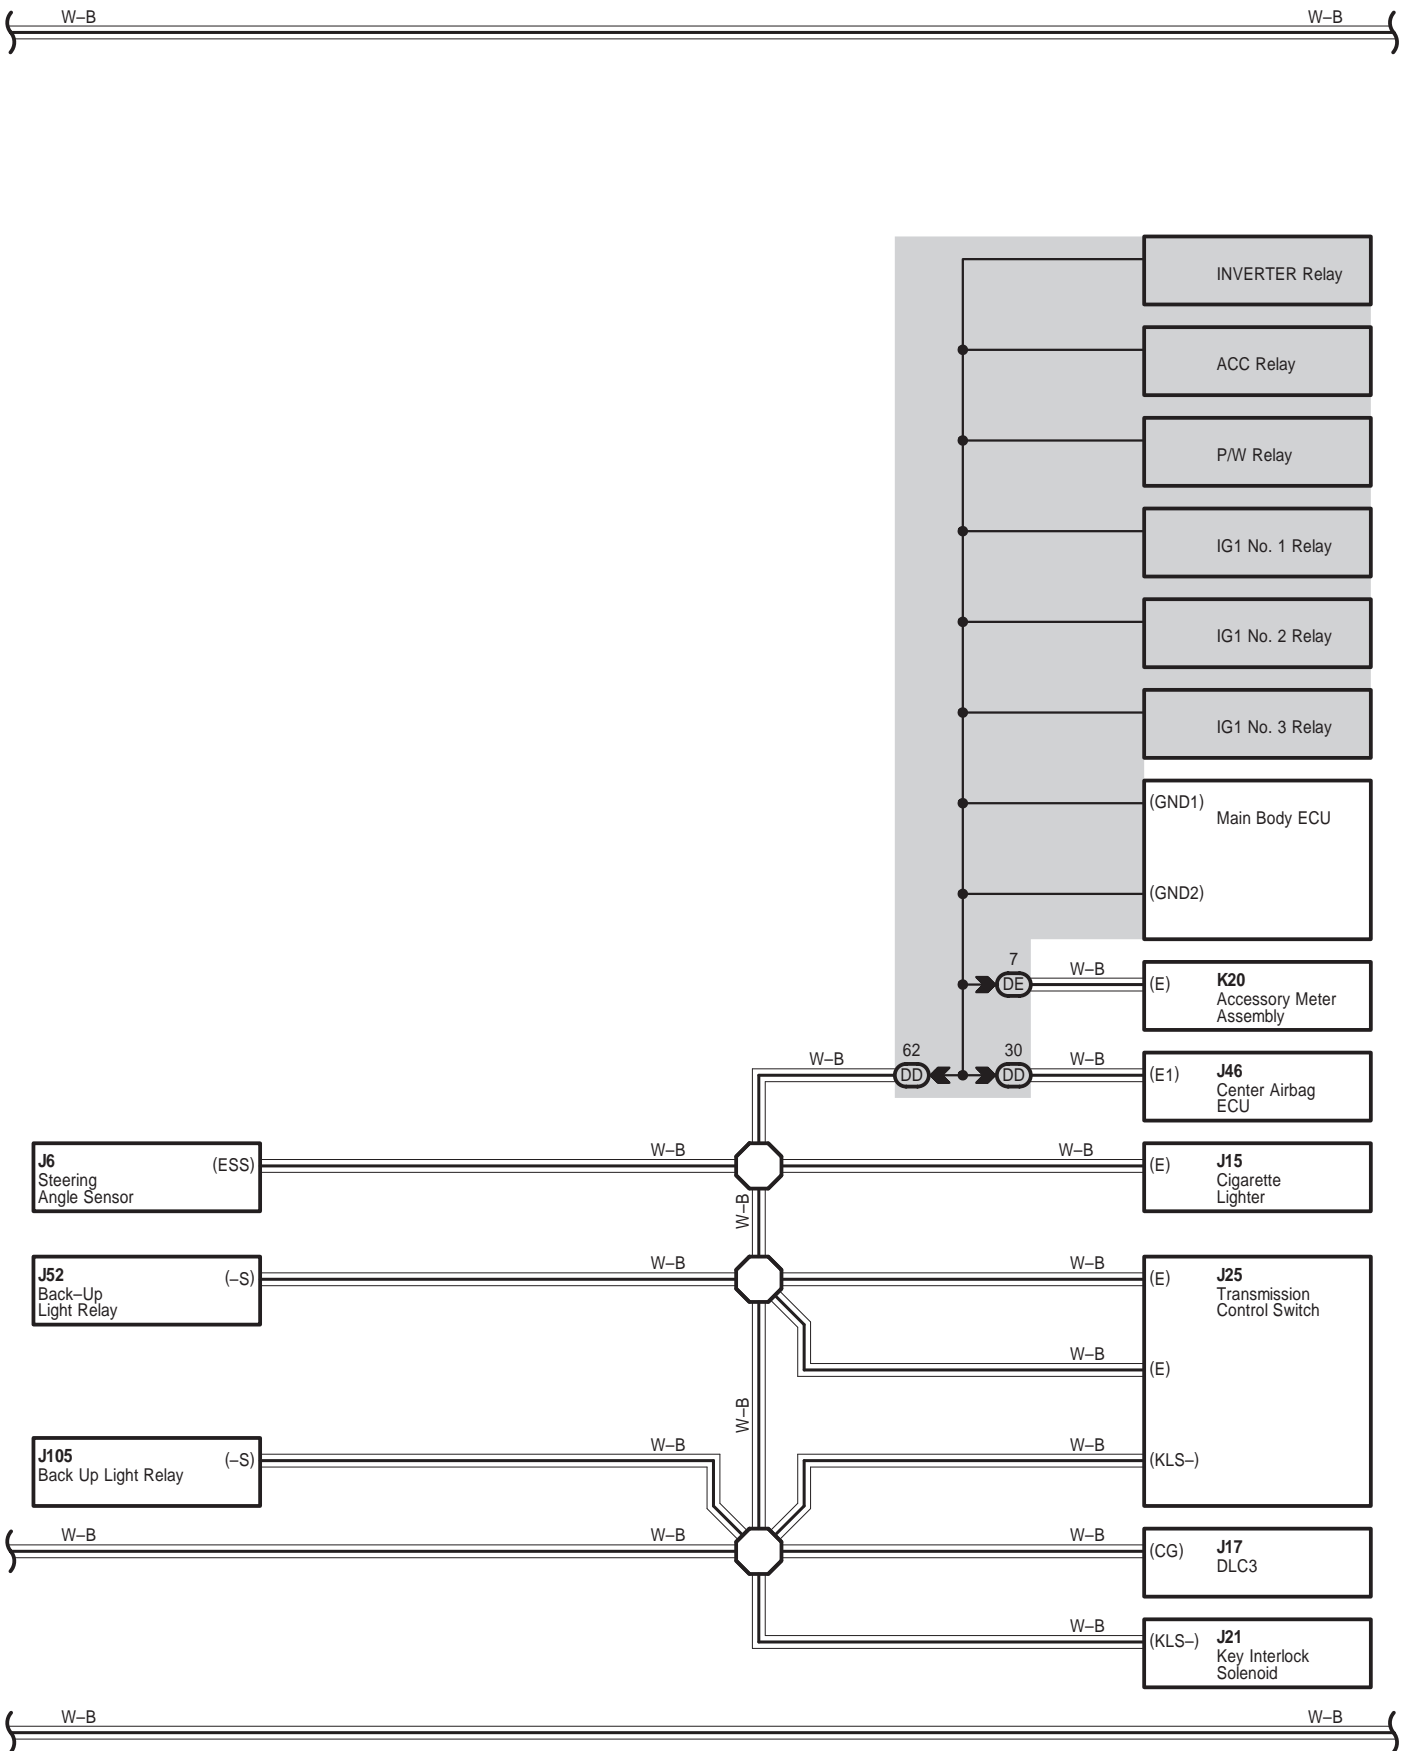 W–B
W–B
INVERTER Relay
ACC Relay
P/W Relay
IG1 No. 1 Relay
IG1 No. 2 Relay
IG1 No. 3 Relay
(GND1)
Main Body ECU
(GND2)
7
DE
W–B
(E)
K20
Accessory Meter
Assembly
W–B
62
DD
30
DD
W–B
(E1)
J46
Center Airbag
ECU
J6
Steering
Angle Sensor
(ESS)
W–B
W–B
(E)
J15
Cigarette
Lighter
W–B
J52
Back–Up
Light Relay
(–S)
W–B
W–B
(E)
J25
Transmission
Control Switch
W–B
(E)
W–B
J105
Back Up Light Relay
(–S)
W–B
W–B
(KLS–)
W–B
W–B
W–B
(CG)
J17
DLC3
W–B
(KLS–)
J21
Key Interlock
Solenoid
W–B
W–B